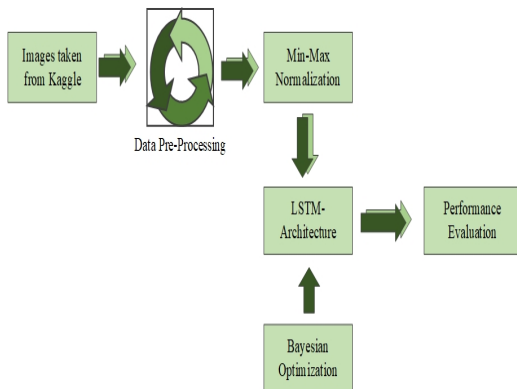 Images taken
from Kaggle
Data Pre-Processing
Min-Max
Normalization
LSTM-
Architecture
Performance
Evaluation
Bayesian
Optimization